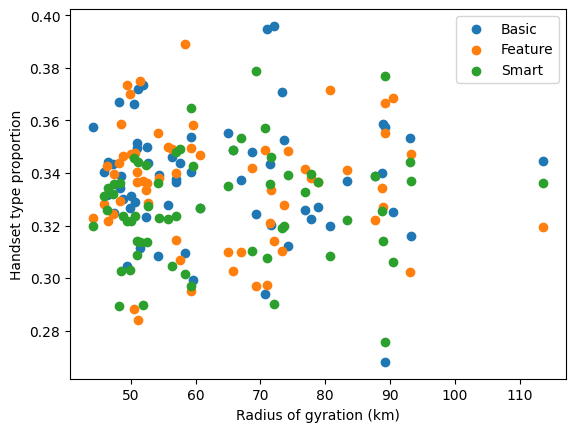 0.40
0.38
0.36
0.34
0.32
0.30
0.28
Handset type proportion
Basic
Feature
Smart
50
60
70
80
90
100
110
Radius of gyration (km)